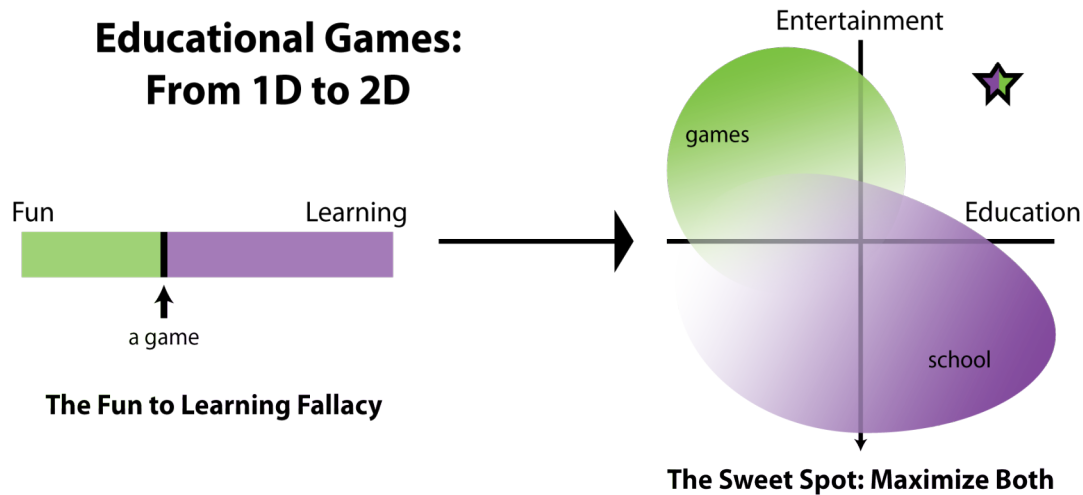 Educational Games:
From 1D to 2D
Fun
Learning
a game
The Fun to Learning Fallacy
Entertainment
games
Education
school
The Sweet Spot: Maximize Both